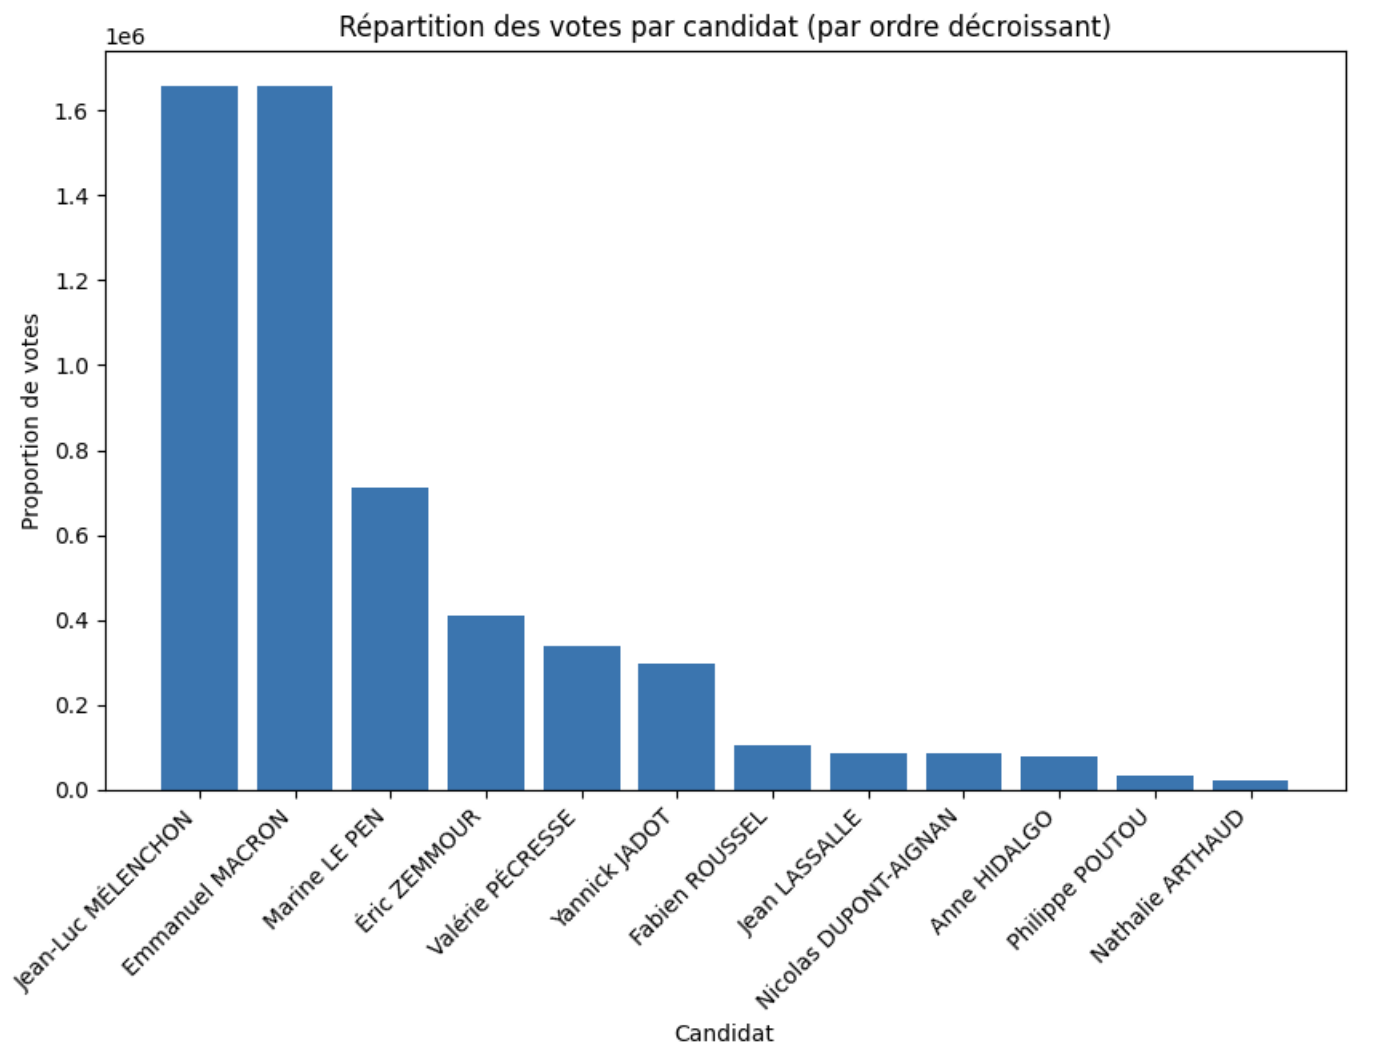 Répartition des votes par candidat (par ordre décroissant)
1e6
1.6
1.4
1.2
1.0
0.8
0.6
0.4
0.2
0.0
Proportion de votes
Jean-Luc MÉLENCHON
Emmanuel MACRON
Marine LE PEN
Éric ZEMMOUR
Valérie PÉCRESSE
Yannick JADOT
Fabien ROUSSEL
Jean LASSALLE
Nicolas DUPONT-AIGNAN
Anne HIDALGO
Philippe POUTOU
Nathalie ARTHAUD
Candidat